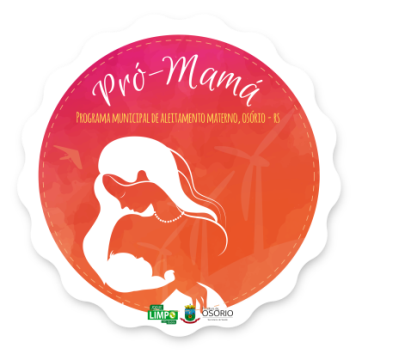 Pró-Mamá
PROGRAMA MUNICIPAL DE ALEITAMENTO MATERNO, OSÓRIO - RS
LIMPO
OSÓRIO